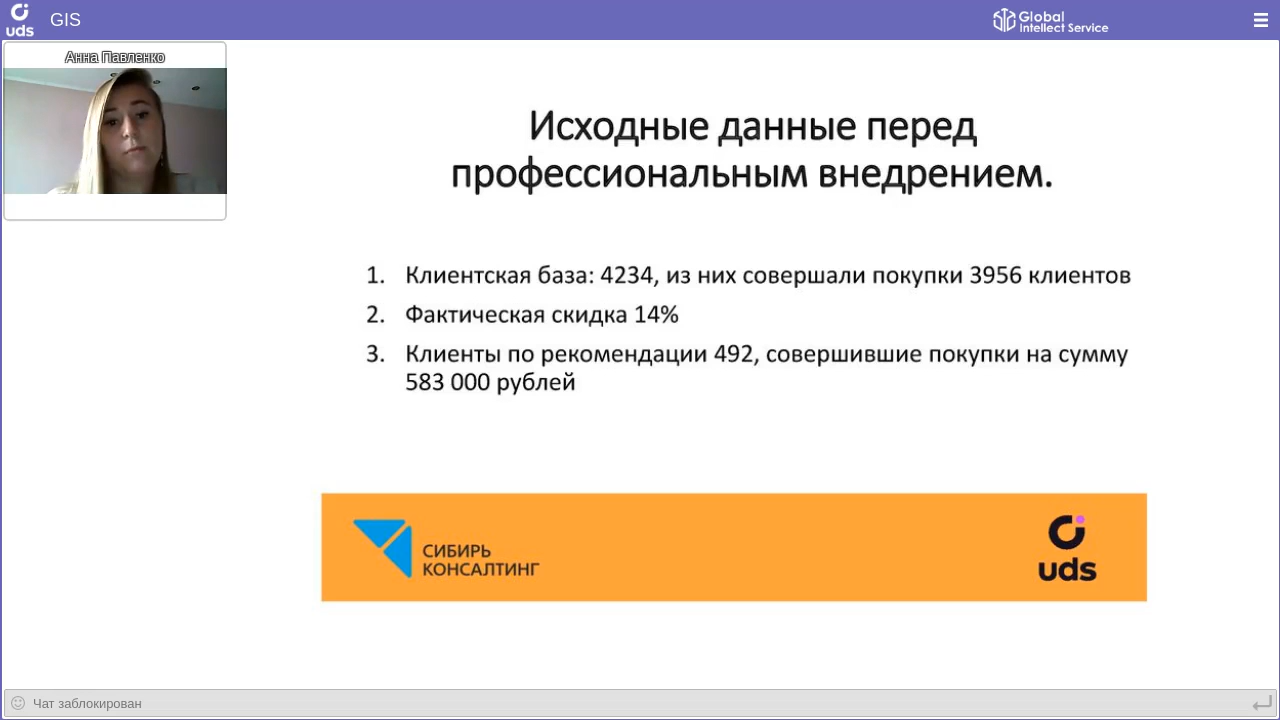 uds
GIS
Global
Intellect Service
Анна Павленко
Исходные данные перед
профессиональным внедрением.
1. Клиентская база: 4234, из них совершали покупки 3956 клиентов
2. Фактическая скидка 14%
3. Клиенты по рекомендации 492, совершившие покупки на сумму
583 000 рублей
СИБИРЬ
КОНСАЛТИНГ
uds
Чат заблокирован